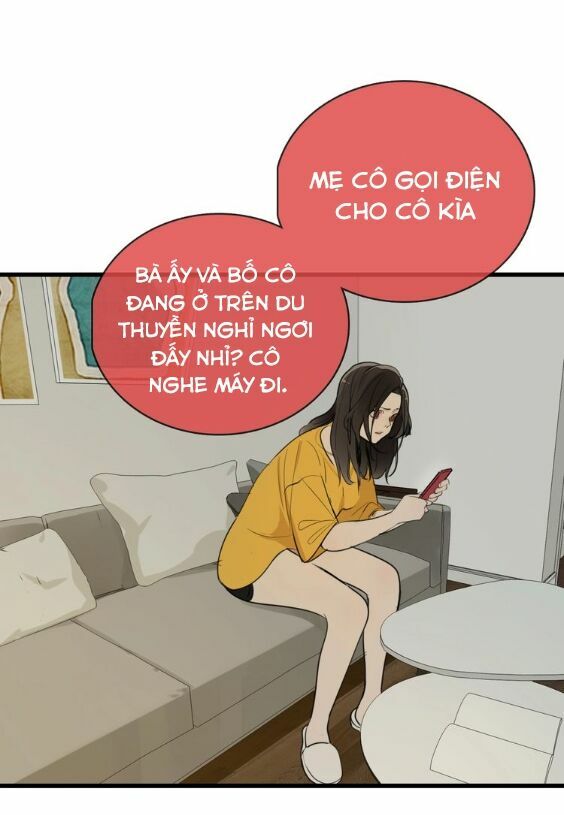 MẸ CÔ GỌI ĐIỆN
CHO CÔ KÌA
BÀ ẤY VÀ BỐ CÔ
ĐANG Ở TRÊN DU
THUYỀN NGHỈ NGƠI
ĐẤY NHỈ? CÔ
NGHE MÁY ĐI.